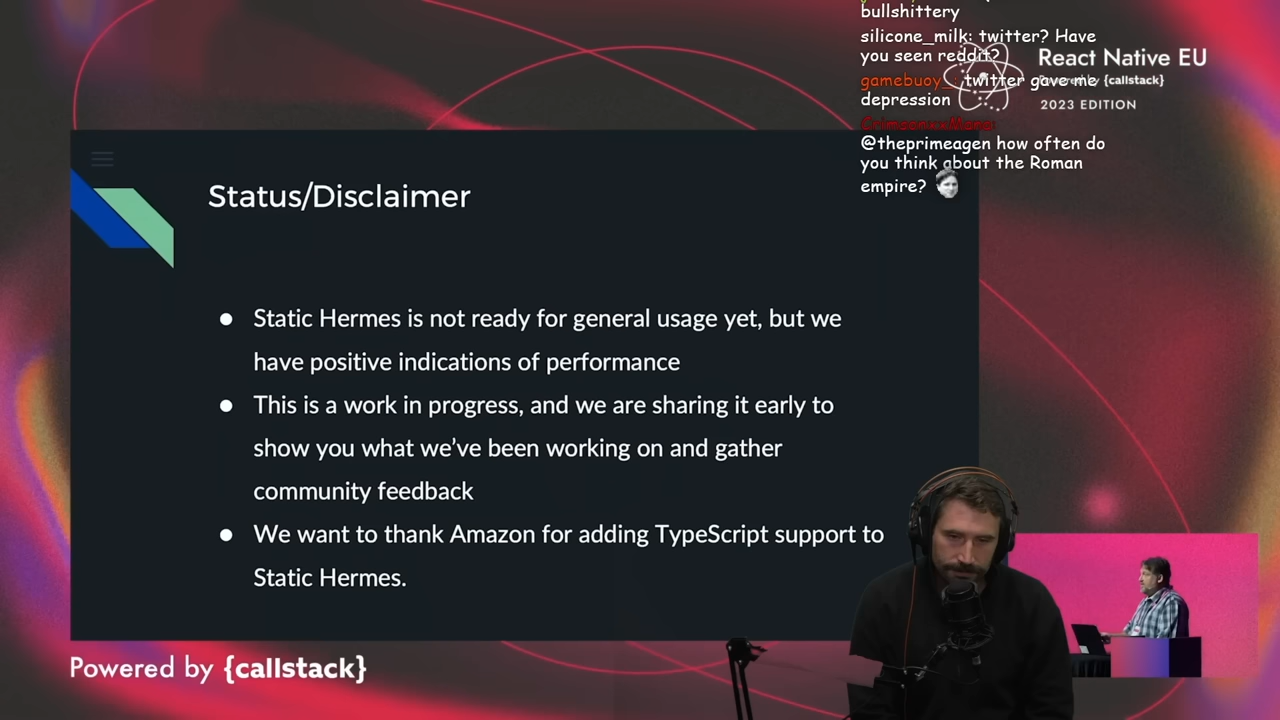 bullshittery
silicone_milk: twitter? Have
you seen reddit?
gamebuoy_: twitter gave me
depression
CrimsonxxMana:
@theprimeagen how often do
you think about the Roman
empire?
React Native EU
Powered by {callstack}
2023 EDITION
Status/Disclaimer
● Static Hermes is not ready for general usage yet, but we
have positive indications of performance
● This is a work in progress, and we are sharing it early to
show you what we’ve been working on and gather
community feedback
● We want to thank Amazon for adding TypeScript support to
Static Hermes.
Powered by {callstack}